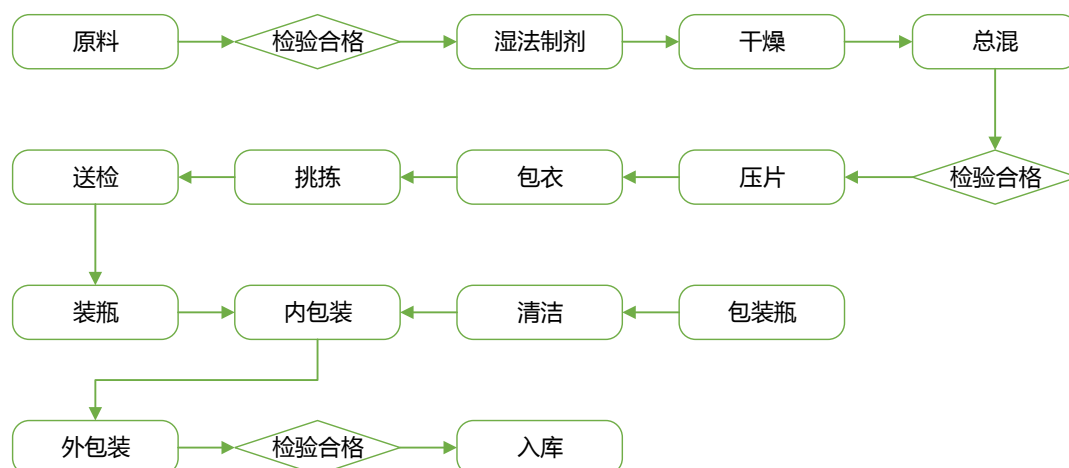 原料
检验合格
湿法制剂
干燥
总混
送检
挑拣
包衣
压片
检验合格
装瓶
内包装
清洁
包装瓶
外包装
检验合格
入库